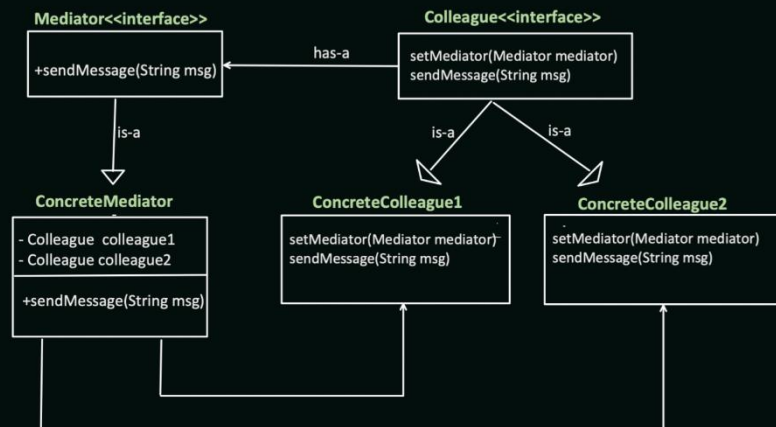 Mediator<<interface>>
+sendMessage(String msg)
has-a
Colleague<<interface>>
setMediator(Mediator mediator)
sendMessage(String msg)
is-a
is-a
is-a
ConcreteMediator
- Colleague colleague1
- Colleague colleague2
+sendMessage(String msg)
ConcreteColleague1
setMediator(Mediator mediator)
sendMessage(String msg)
ConcreteColleague2
setMediator(Mediator mediator)
sendMessage(String msg)